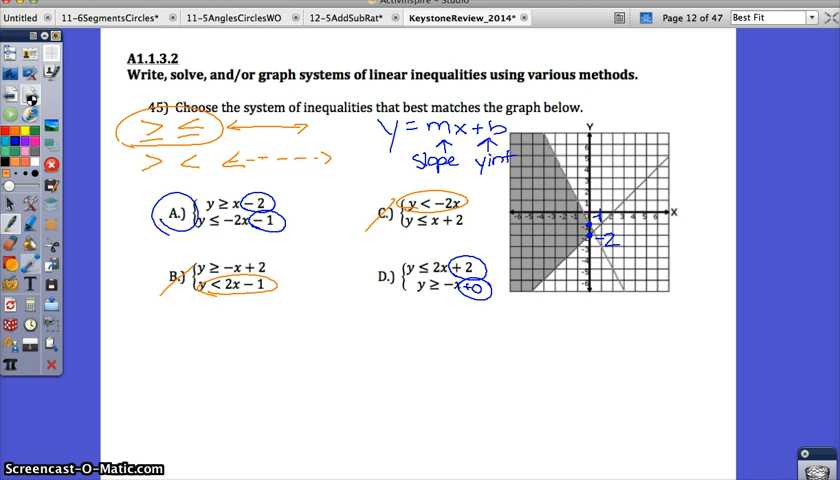 ActivInspire - Studio
Untitled
11-6SegmentsCircles*
11-5AnglesCirclesWO
12-5AddSubRat*
KeystoneReview_2014*
Page 12 of 47
Best Fit
A1.1.3.2
Write, solve, and/or graph systems of linear inequalities using various methods.
45) Choose the system of inequalities that best matches the graph below.
≥ ≤
> <
y = mx + b
slope yint
A.) { y ≥ x − 2
y ≤ −2x − 1
C.) { y < −2x
y ≤ x + 2
B.) { y ≥ −x + 2
y < 2x − 1
D.) { y ≤ 2x + 2
y ≥ −x +0
Y
X
-1
-2
Screencast-O-Matic.com